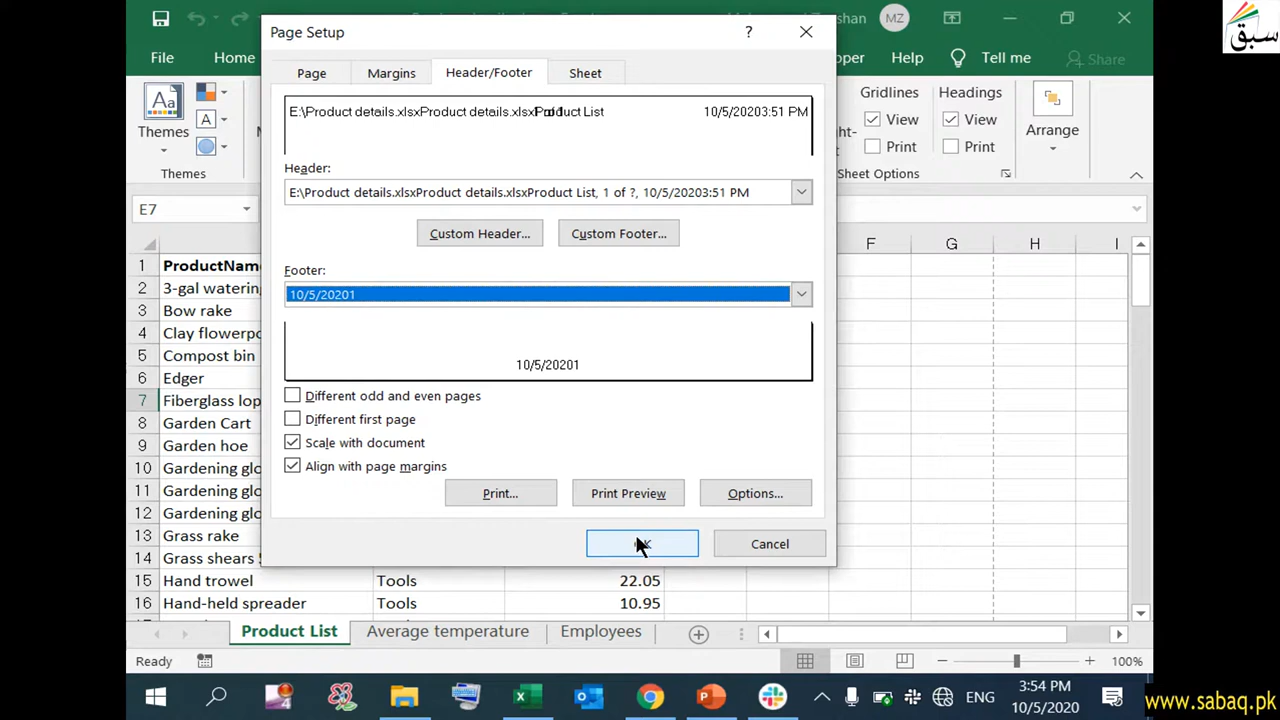 Page Setup
?
MZ
shan
File
Home
oper
Help
Tell me
Share
Page
Margins
Header/Footer
Sheet
Themes
Themes
Gridlines
View
Print
Headings
View
Print
Arrange
Sheet Options
E:\Product details.xlsxProduct details.xlsxProduct List
10/5/20203:51 PM
Header:
E:\Product details.xlsxProduct details.xlsxProduct List, 1 of ?, 10/5/20203:51 PM
Custom Header...
Custom Footer...
Footer:
10/5/20201
10/5/20201
Different odd and even pages
Different first page
Scale with document
Align with page margins
Print...
Print Preview
Options...
Cancel
E7
F G H I
1 ProductNam
2 3-gal watering
3 Bow rake
4 Clay flowerpo
5 Compost bin
6 Edger
7 Fiberglass lop
8 Garden Cart
9 Garden hoe
10 Gardening glo
11 Gardening glo
12 Gardening glo
13 Grass rake
14 Grass shears
15 Hand trowel Tools 22.05
16 Hand-held spreader Tools 10.95
Product List
Average temperature
Employees
Ready
100%
ENG
3:54 PM
10/5/2020
سبق
www.sabaq.pk